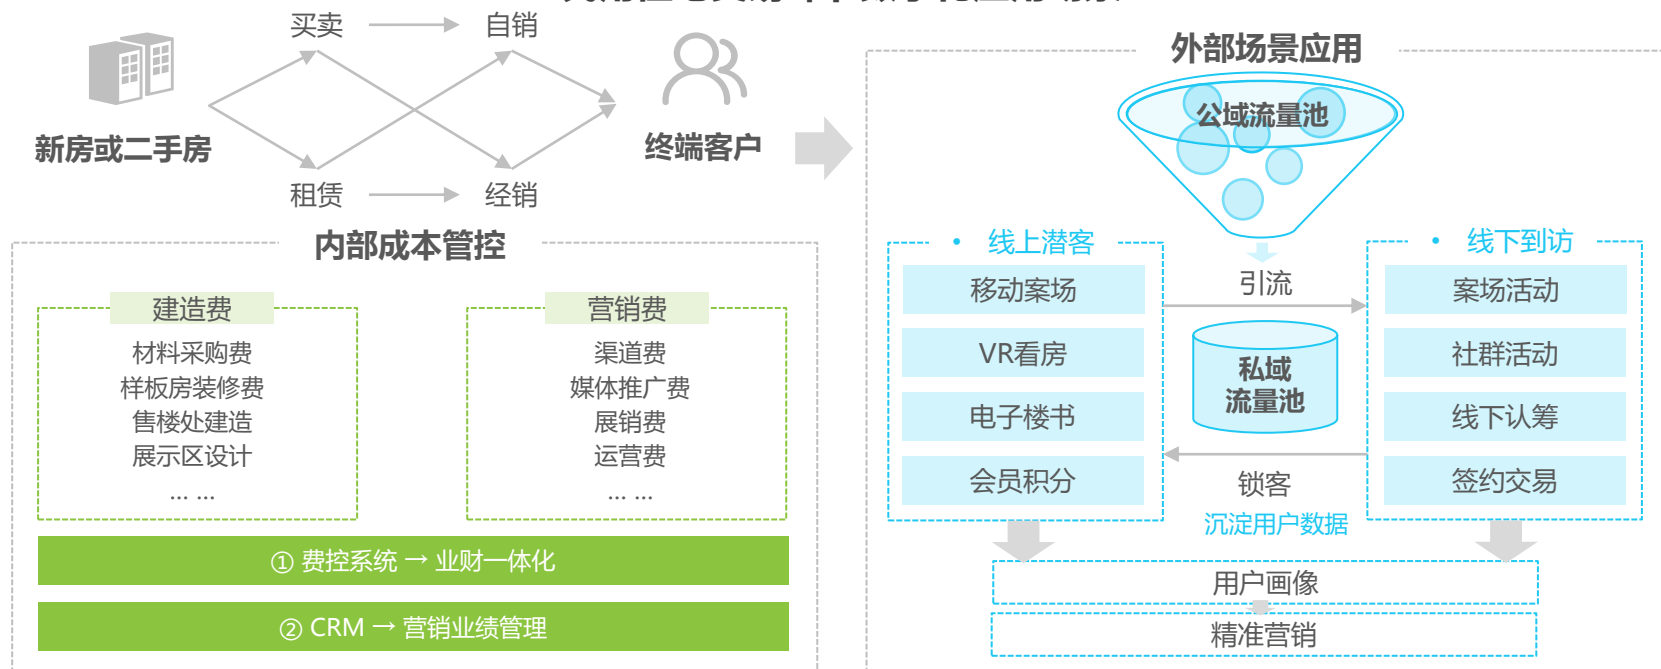 买卖
自销
新房或二手房
终端客户
租赁
经销
内部成本管控
建造费
材料采购费
样板房装修费
售楼处建造
展示区设计
... ...
营销费
渠道费
媒体推广费
展销费
运营费
... ...
① 费控系统 → 业财一体化
② CRM → 营销业绩管理
外部场景应用
公域流量池
• 线上潜客
移动案场
VR看房
电子楼书
会员积分
引流
私域
流量池
锁客
沉淀用户数据
• 线下到访
案场活动
社群活动
线下认筹
签约交易
用户画像
精准营销